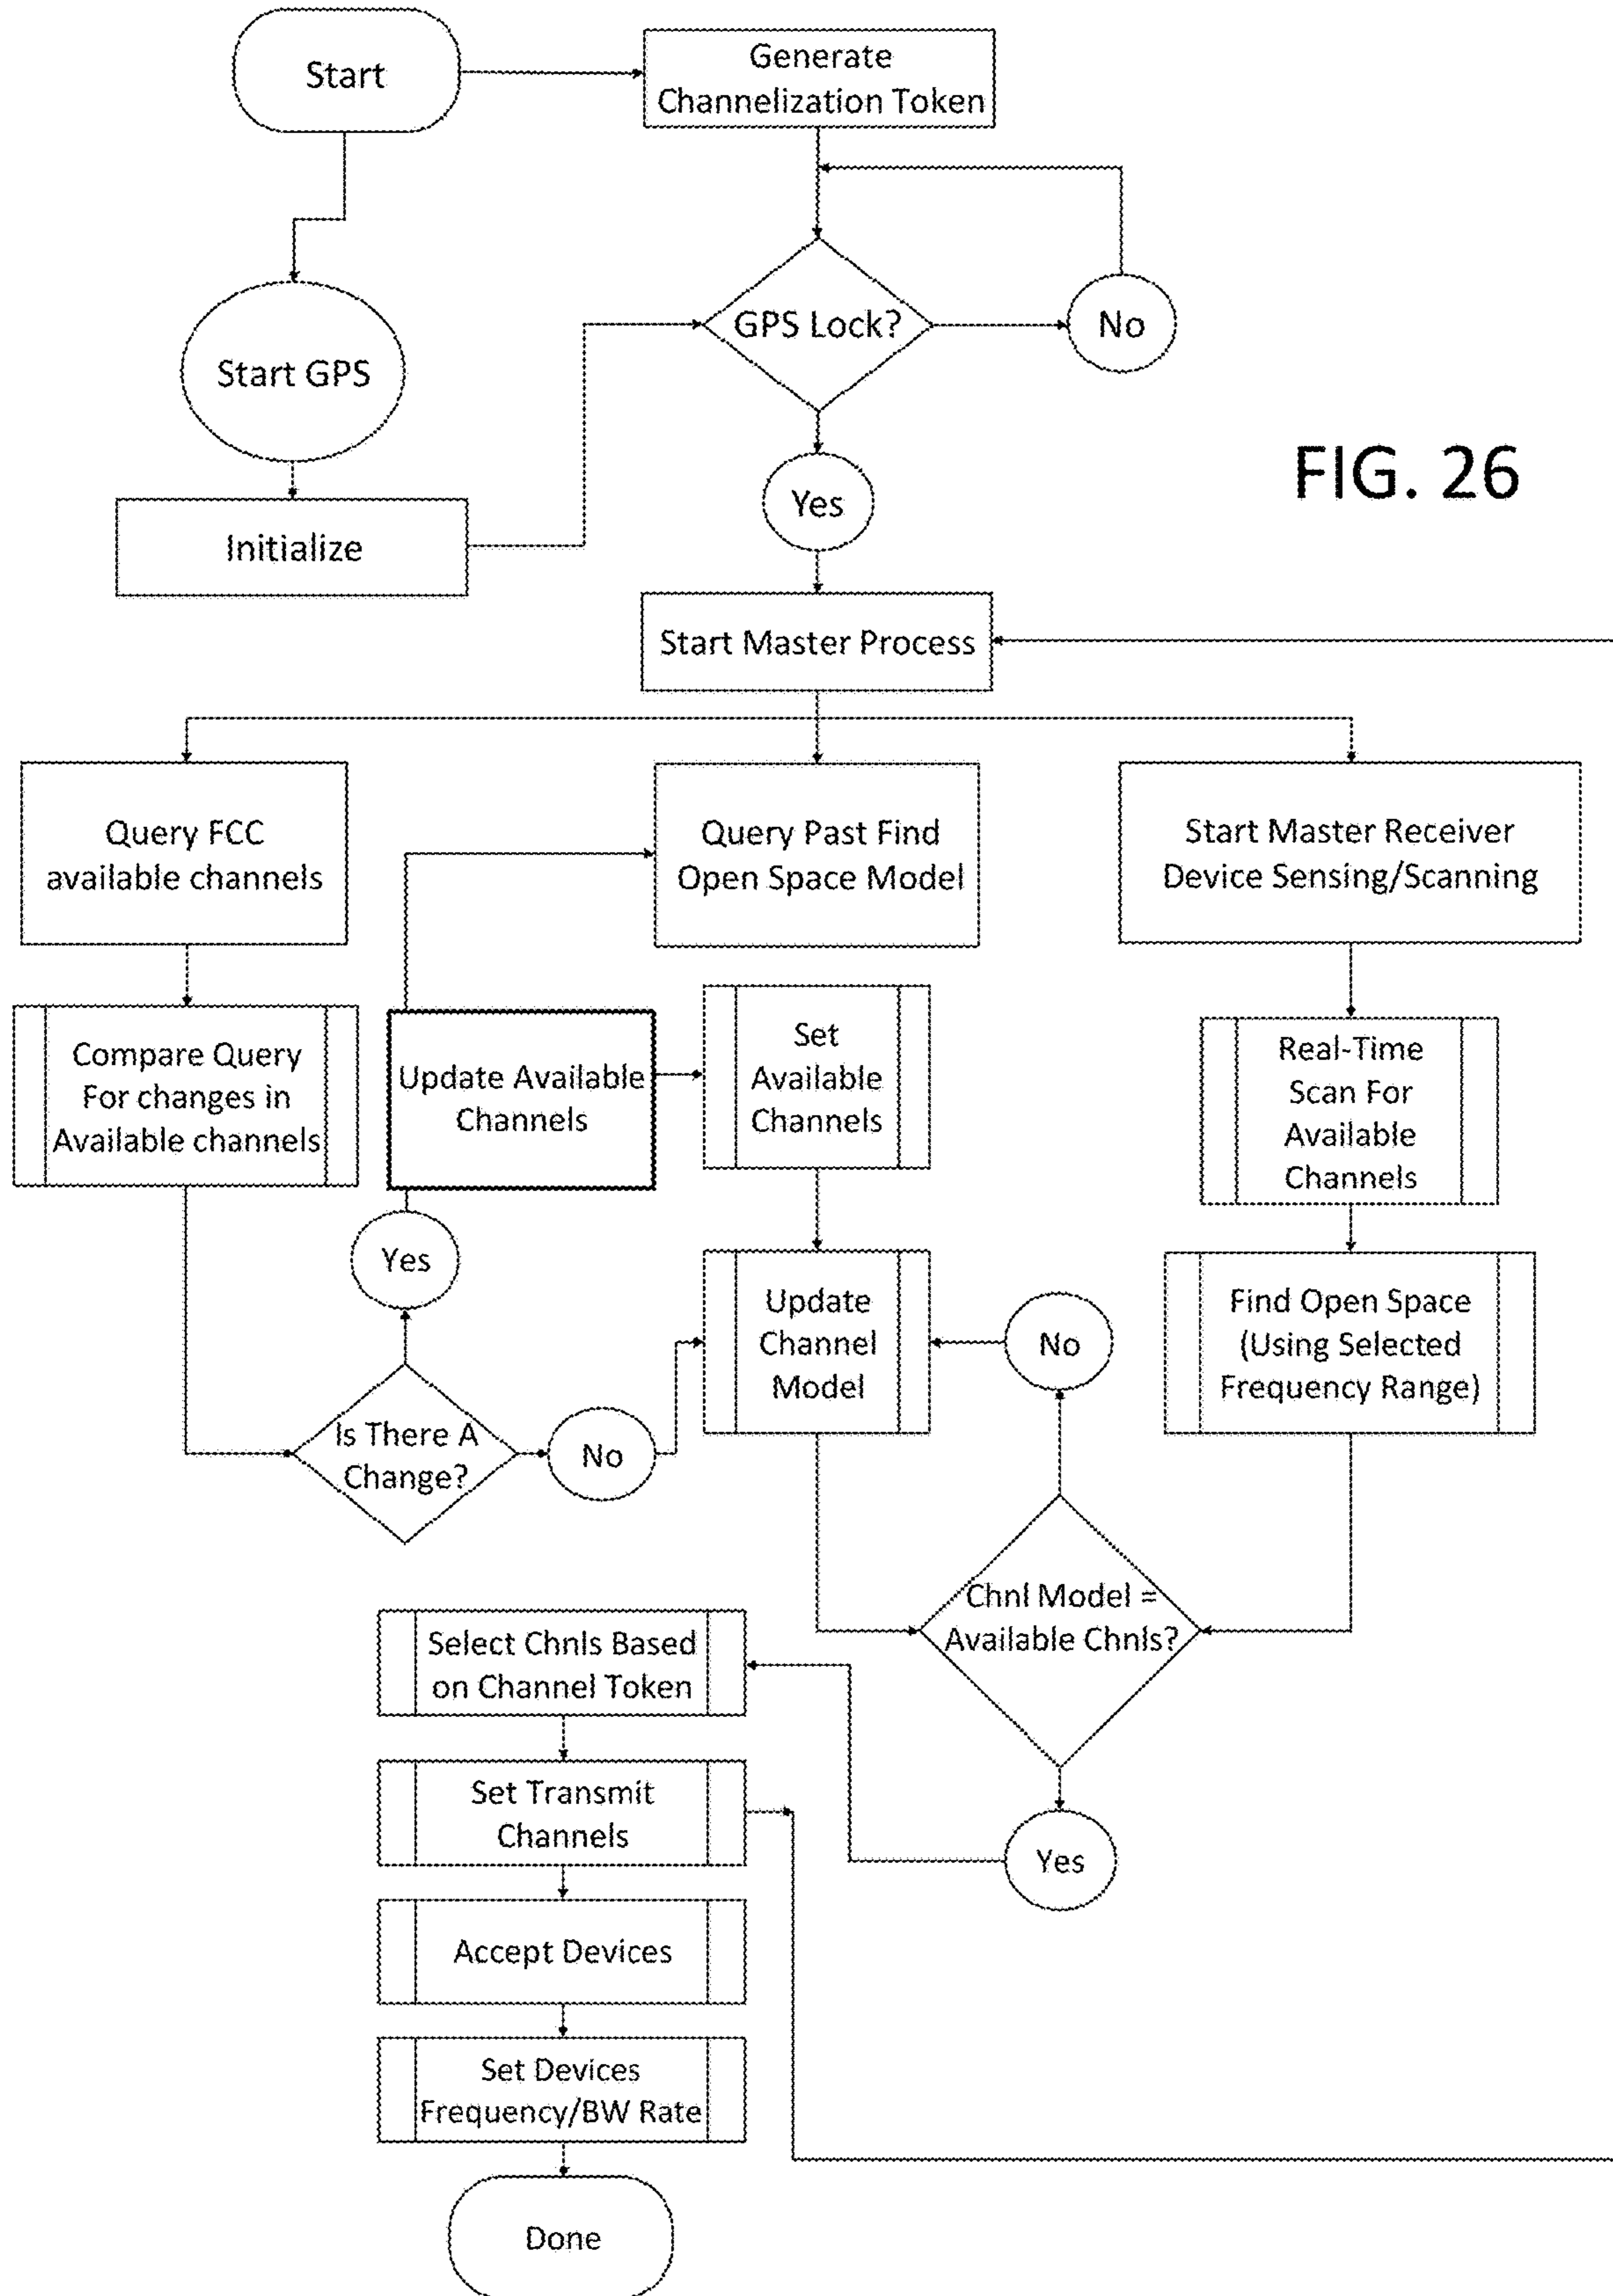 Start
Generate
Channelization Token
GPS Lock?
No
Start GPS
Yes
FIG. 26
Initialize
Start Master Process
Query FCC
available channels
Query Past Find
Open Space Model
Start Master Receiver
Device Sensing/Scanning
Compare Query
For changes in
Available channels
Update Available
Channels
Set
Available
Channels
Real-Time
Scan For
Available
Channels
Yes
Update
Channel
Model
No
Find Open Space
(Using Selected
Frequency Range)
Is There A
Change?
No
Chnl Model =
Available Chnls?
Select Chnls Based
on Channel Token
Set Transmit
Channels
Yes
Accept Devices
Set Devices
Frequency/BW Rate
Done